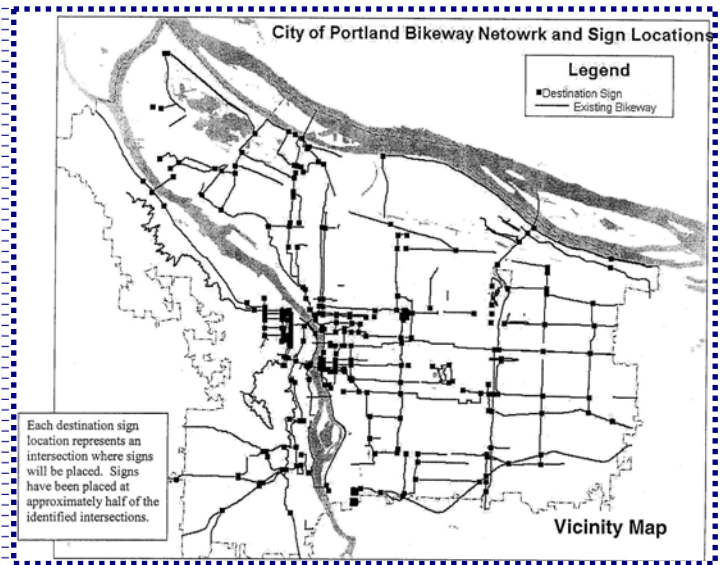 City of Portland Bikeway Netowrk and Sign Locations
Legend
Destination Sign
Existing Bikeway
Each destination sign
location represents an
intersection where signs
will be placed. Signs
have been placed at
approximately half of the
identified intersections.
Vicinity Map